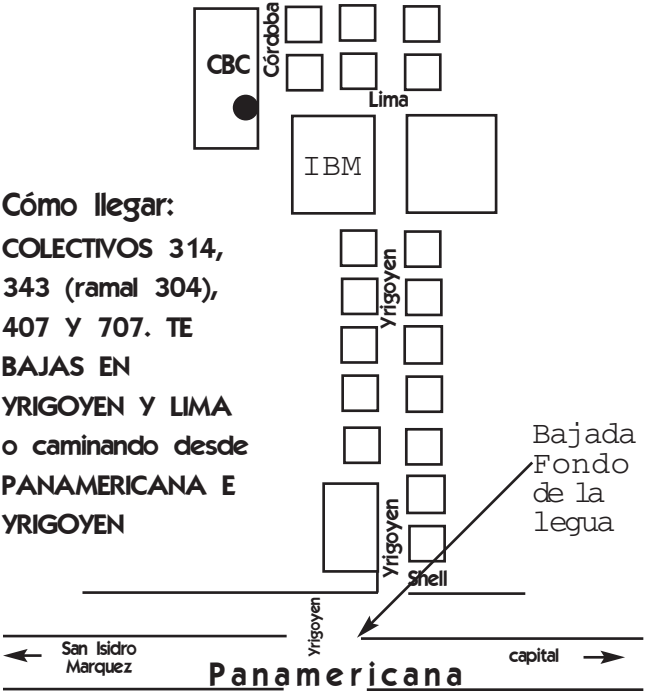 CBC
Córdoba
Lima
IBM
Cómo llegar:
COLECTIVOS 314,
343 (ramal 304),
407 Y 707. TE
BAJAS EN
YRIGOYEN Y LIMA
o caminando desde
PANAMERICANA E
YRIGOYEN
Yrigoyen
Bajada
Fondo
de la
legua
Yrigoyen
Shell
Yrigoyen
San Isidro
Marquez
capital
Panamericana